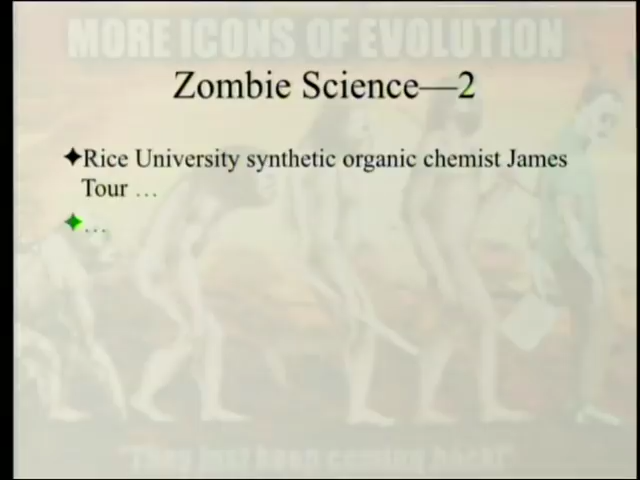 MORE ICONS OF EVOLUTION
Zombie Science—2
Rice University synthetic organic chemist James
Tour …
…
"They just keep coming back!"